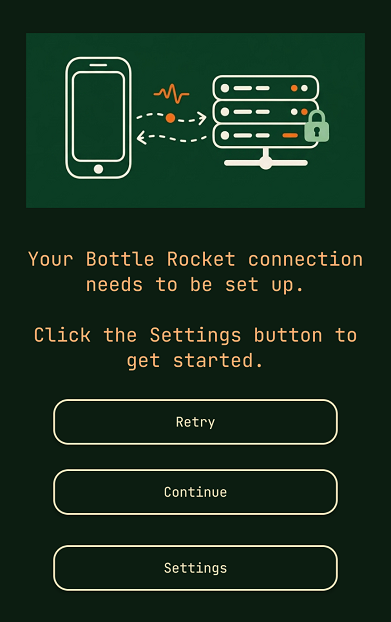 Your Bottle Rocket connection
needs to be set up.
Click the Settings button to
get started.
Retry
Continue
Settings